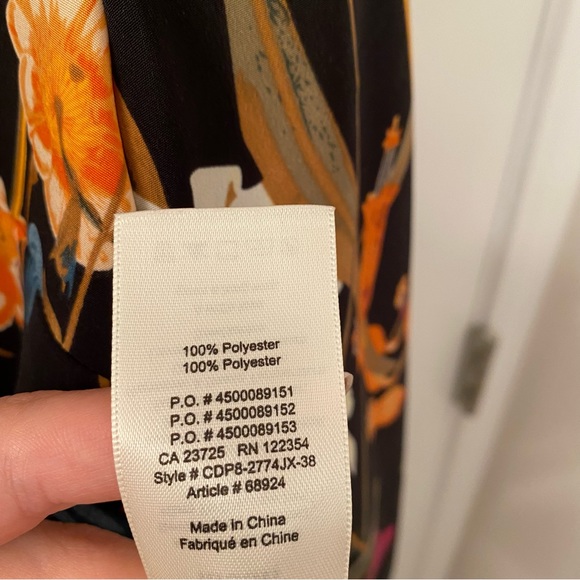 100% Polyester
100% Polyester
P.O. # 4500089151
P.O. # 4500089152
P.O. # 4500089153
CA 23725 RN 122354
Style # CDP8-2774JX-38
Article # 68924
Made in China
Fabriqué en Chine